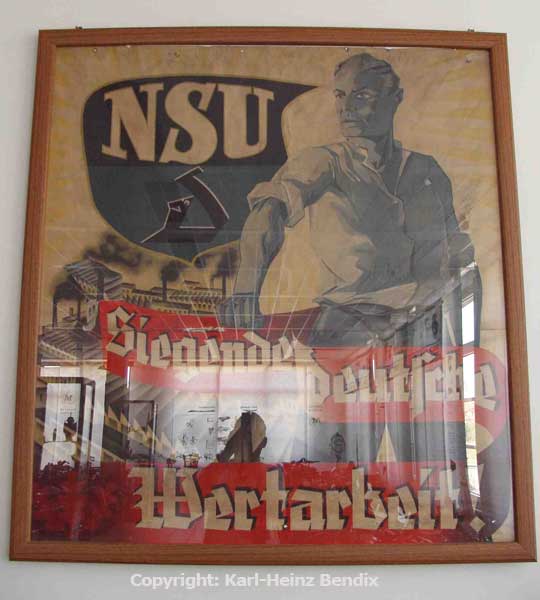 NSU
Siegende
deutsche
Wertarbeit!
Copyright: Karl-Heinz Bendix